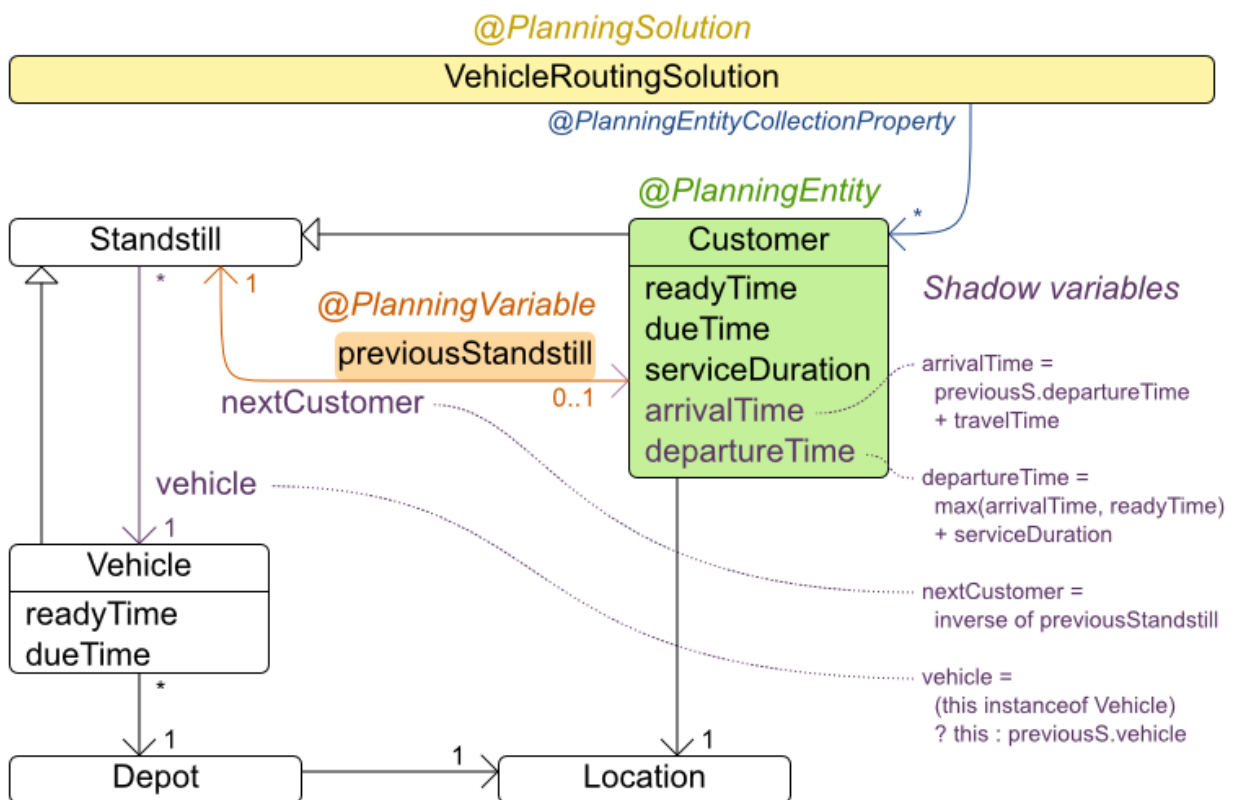 @PlanningSolution
VehicleRoutingSolution
@PlanningEntityCollectionProperty
@PlanningEntity
*
Standstill
Customer
*
1
@PlanningVariable
previousStandstill
nextCustomer
0..1
readyTime
dueTime
serviceDuration
arrivalTime
departureTime
Shadow variables
arrivalTime =
previousS.departureTime
+ travelTime
departureTime =
max(arrivalTime, readyTime)
+ serviceDuration
nextCustomer =
inverse of previousStandstill
vehicle =
(this instanceof Vehicle)
? this : previousS.vehicle
vehicle
1
Vehicle
readyTime
dueTime
*
1
1
1
Depot
Location